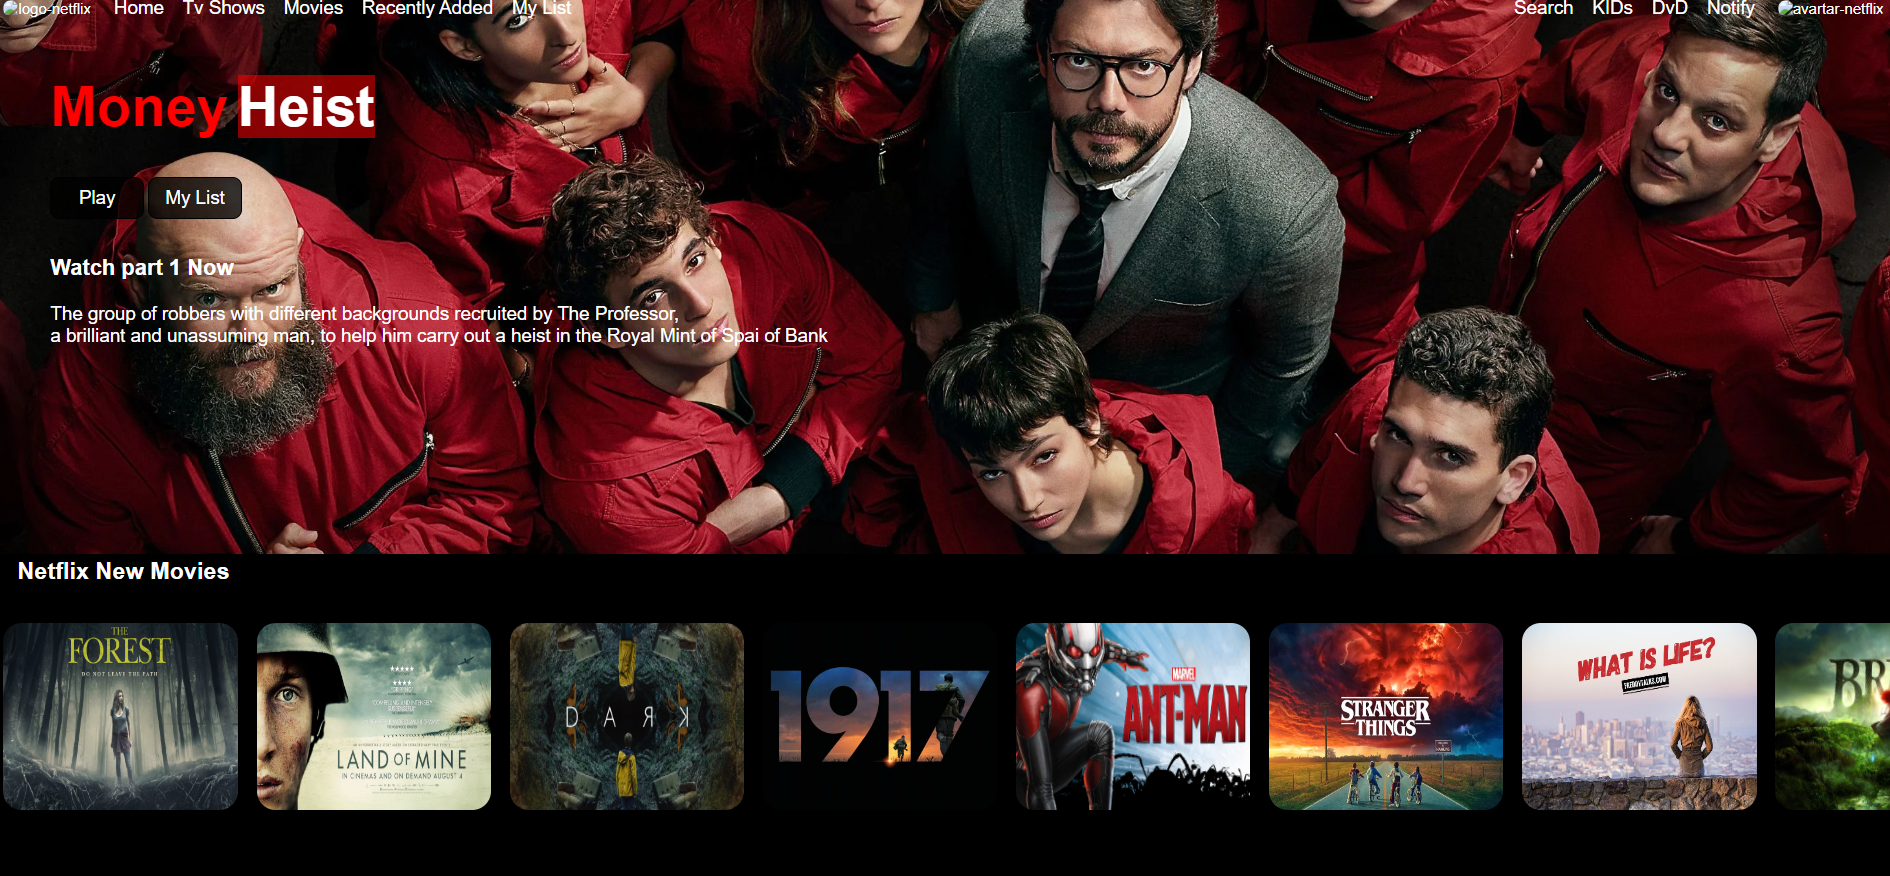 logo-netflix Home Tv Shows Movies Recently Added My List Search KIDs DvD Notify avartar-netflix
Money Heist
Play My List
Watch part 1 Now
The group of robbers with different backgrounds recruited by The Professor,
a brilliant and unassuming man, to help him carry out a heist in the Royal Mint of Spai of Bank
Netflix New Movies
THE
FOREST
DO NOT LEAVE THE PATH
LAND OF MINE
IN CINEMAS AND ON DEMAND AUGUST 4
D A R K
1917
MARVEL
ANT-MAN
STRANGER
THINGS
WHAT IS LIFE?
BR